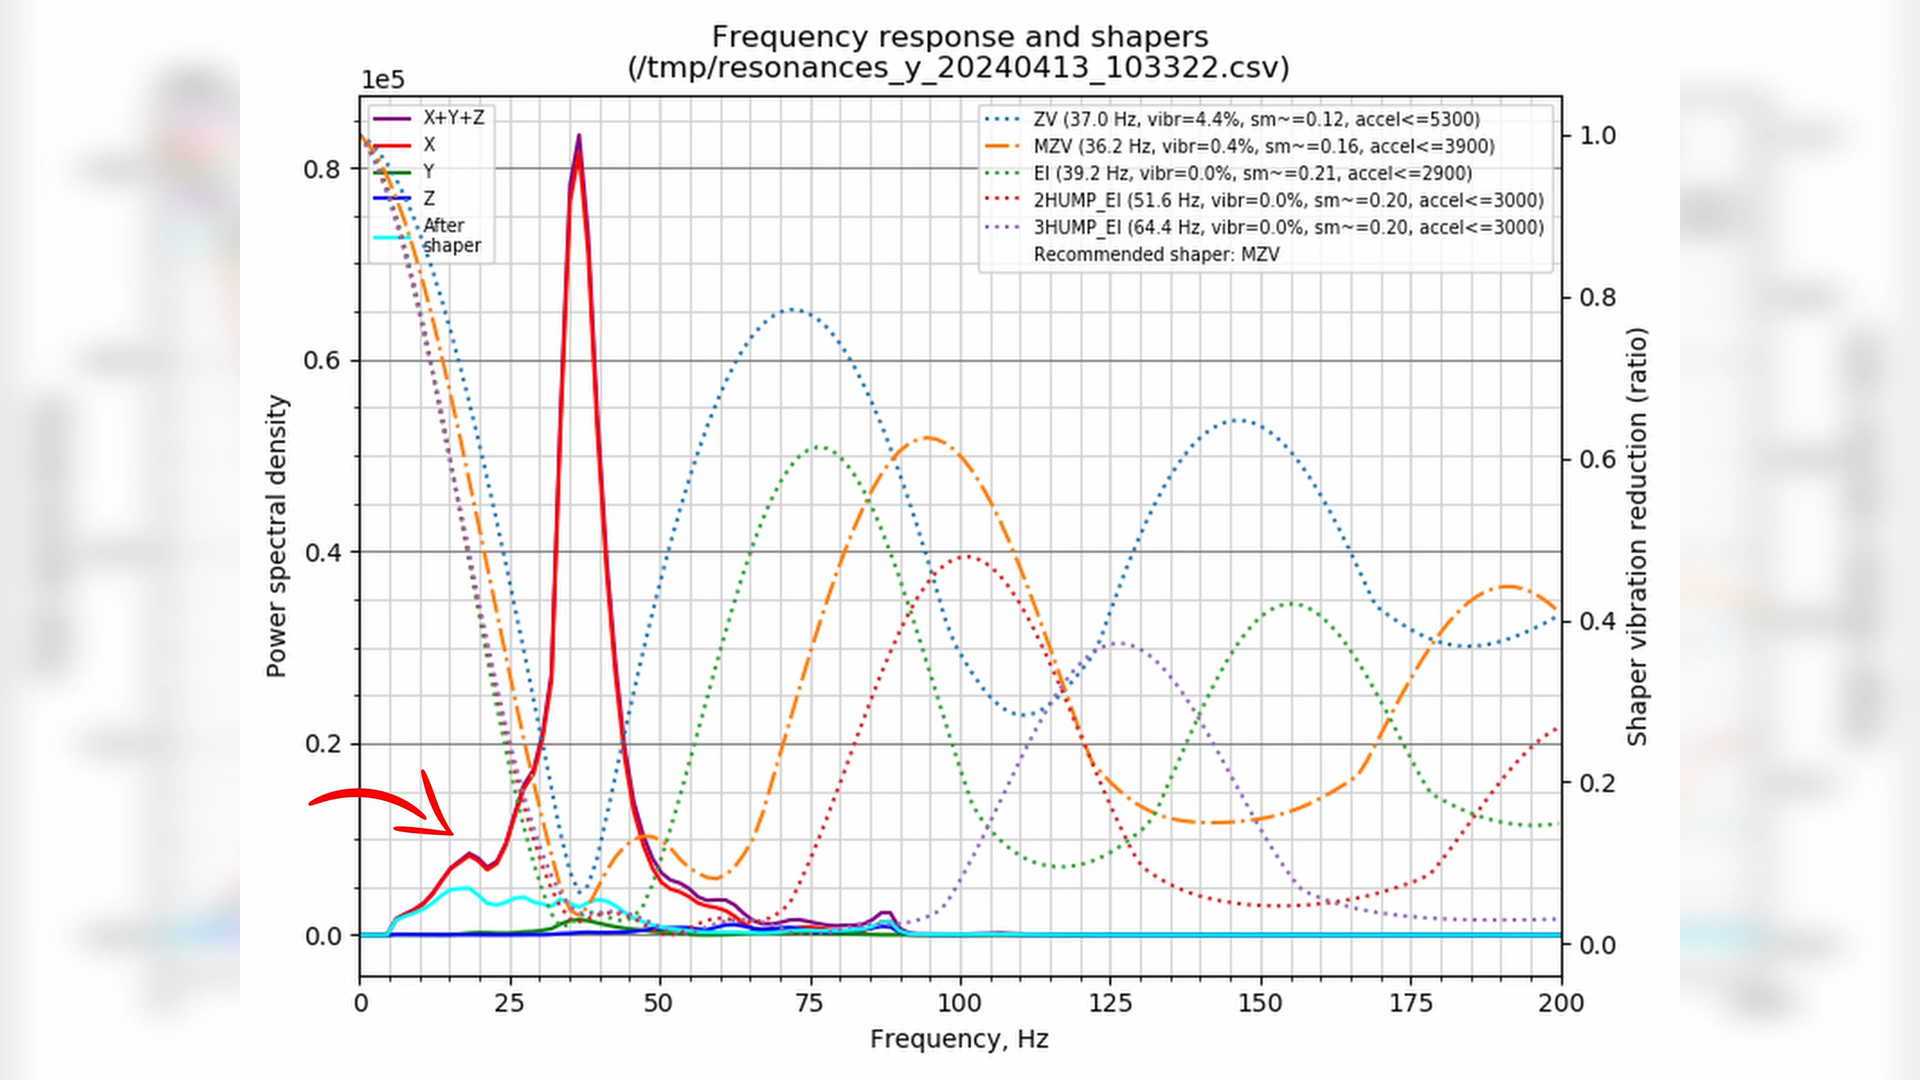 Frequency response and shapers
(/tmp/resonances_y_20240413_103322.csv)
1e5
X+Y+Z
X
Y
Z
After
shaper
ZV (37.0 Hz, vibr=4.4%, sm~=0.12, accel<=5300)
MZV (36.2 Hz, vibr=0.4%, sm~=0.16, accel<=3900)
EI (39.2 Hz, vibr=0.0%, sm~=0.21, accel<=2900)
2HUMP_EI (51.6 Hz, vibr=0.0%, sm~=0.20, accel<=3000)
3HUMP_EI (64.4 Hz, vibr=0.0%, sm~=0.20, accel<=3000)
Recommended shaper: MZV
Power spectral density
0.8
0.6
0.4
0.2
0.0
1.0
0.8
0.6
0.4
0.2
0.0
Shaper vibration reduction (ratio)
0 25 50 75 100 125 150 175 200
Frequency, Hz